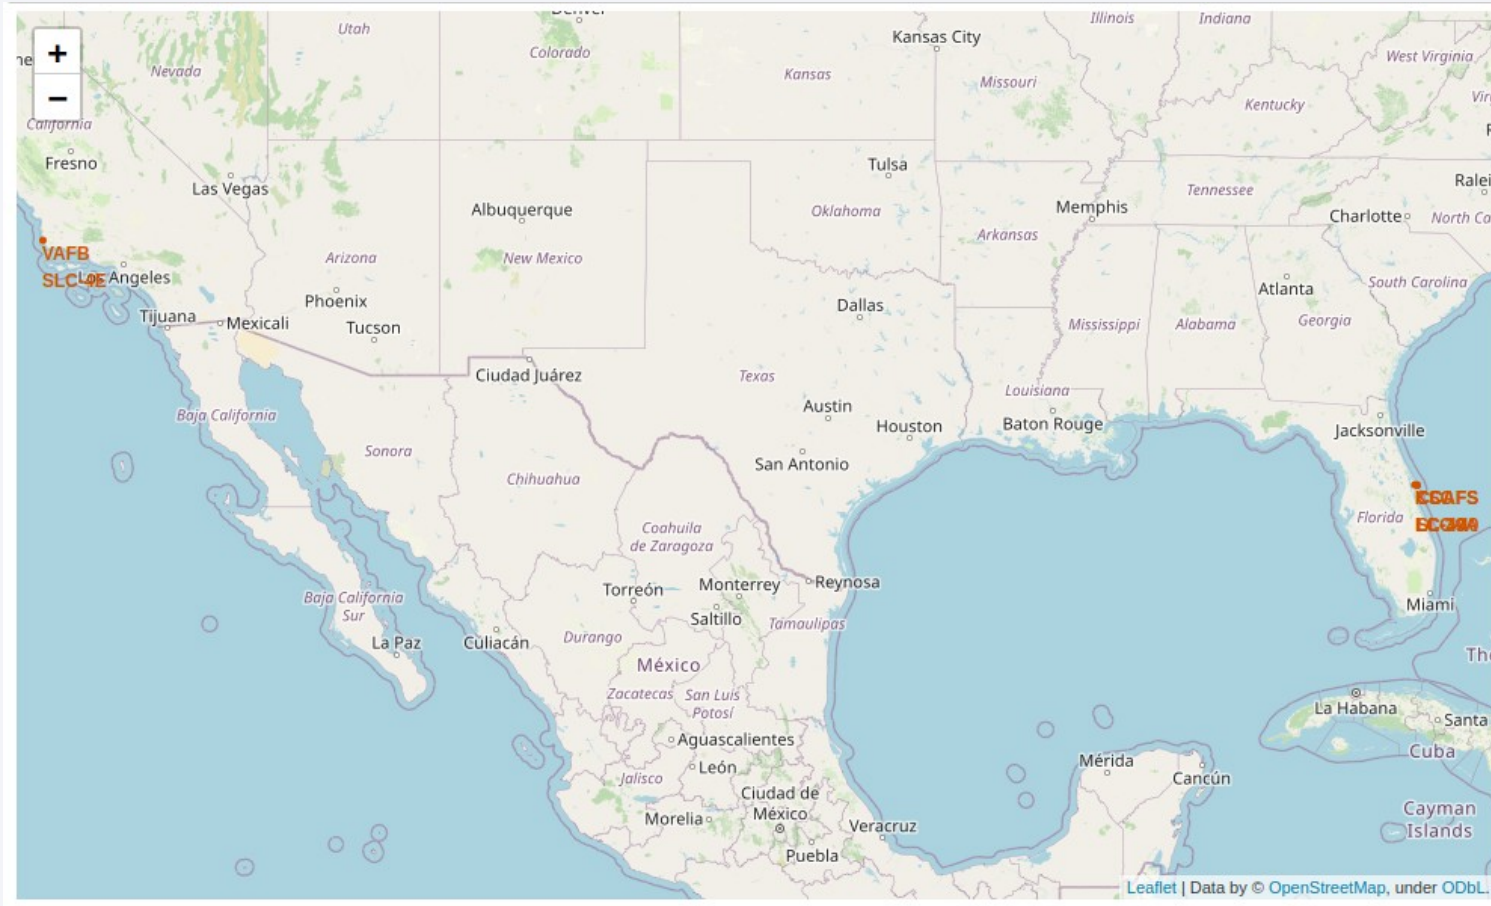 Utah
Colorado
Kansas City
Illinois
Indiana
+
−
Nevada
Kansas
Missouri
West Virginia
Kentucky
California
Fresno
Las Vegas
Tulsa
Albuquerque
Oklahoma
Memphis
Tennessee
Charlotte
Arkansas
VAFB
SLC-4E
Los Angeles
Arizona
New Mexico
Phoenix
Tucson
Tijuana
Mexicali
Dallas
Atlanta
South Carolina
Mississippi
Alabama
Georgia
Ciudad Juárez
Texas
Louisiana
Austin
Houston
Baton Rouge
Jacksonville
San Antonio
Baja California
Sonora
Chihuahua
Florida
Coahuila
de Zaragoza
Baja California
Sur
Torreón
Monterrey
Reynosa
Saltillo
Tamaulipas
Miami
La Paz
Culiacán
Durango
México
Zacatecas
San Luis
Potosí
La Habana
Santa
Cuba
Aguascalientes
León
Jalisco
Mérida
Cancún
Ciudad de
México
Morelia
Veracruz
Puebla
Cayman
Islands
Leaflet | Data by © OpenStreetMap, under ODbL.